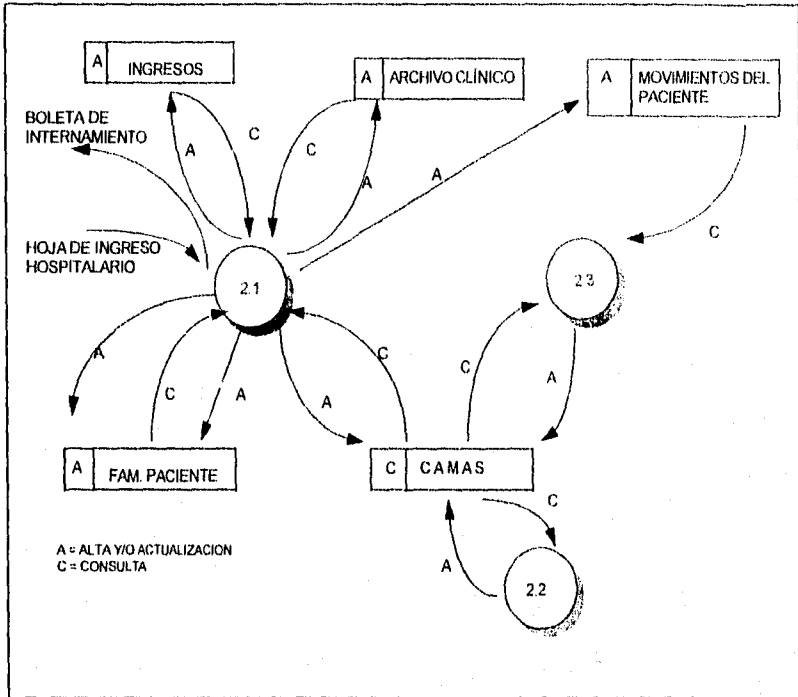 A INGRESOS
A ARCHIVO CLÍNICO
A MOVIMIENTOS DEL
PACIENTE
BOLETA DE
INTERNAMIENTO
C
A
C
A
A
C
HOJA DE INGRESO
HOSPITALARIO
2.1
2.3
A
C
A
A
C
C
A
A FAM. PACIENTE
C CAMAS
C
A
2.2
A = ALTA Y/O ACTUALIZACION
C = CONSULTA